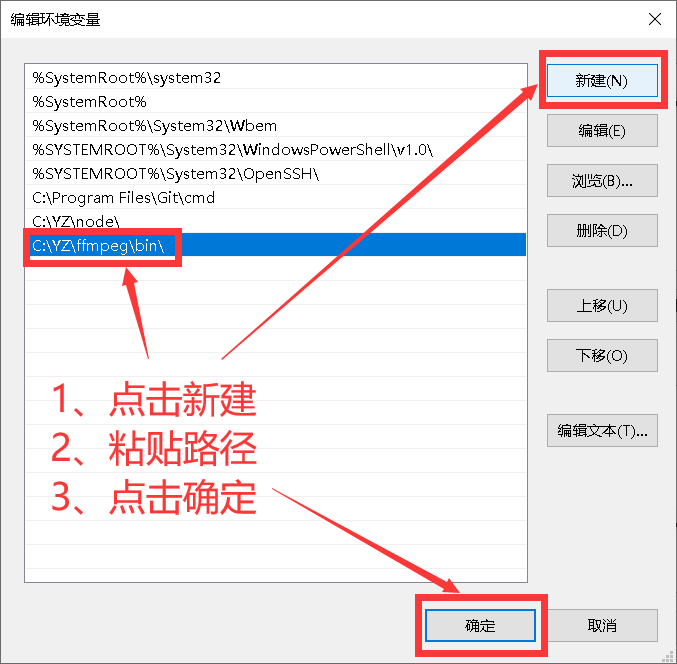 编辑环境变量
%SystemRoot%\system32
%SystemRoot%
%SystemRoot%\System32\Wbem
%SYSTEMROOT%\System32\WindowsPowerShell\v1.0\
%SYSTEMROOT%\System32\OpenSSH\
C:\Program Files\Git\cmd
C:\YZ\node\
C:\YZ\ffmpeg\bin\
新建(N)
编辑(E)
浏览(B)...
删除(D)
上移(U)
下移(O)
编辑文本(T)...
1、点击新建
2、粘贴路径
3、点击确定
确定
取消